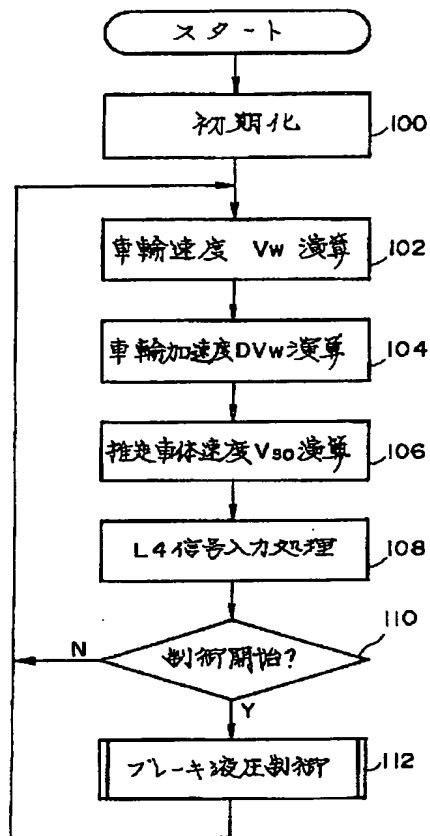 スタート
初期化
100
車輪速度 Vw 演算
102
車輪加速度DVw演算
104
推定車体速度Vso演算
106
L4信号入力処理
108
110
制御開始?
N
Y
ブレーキ液圧制御
112